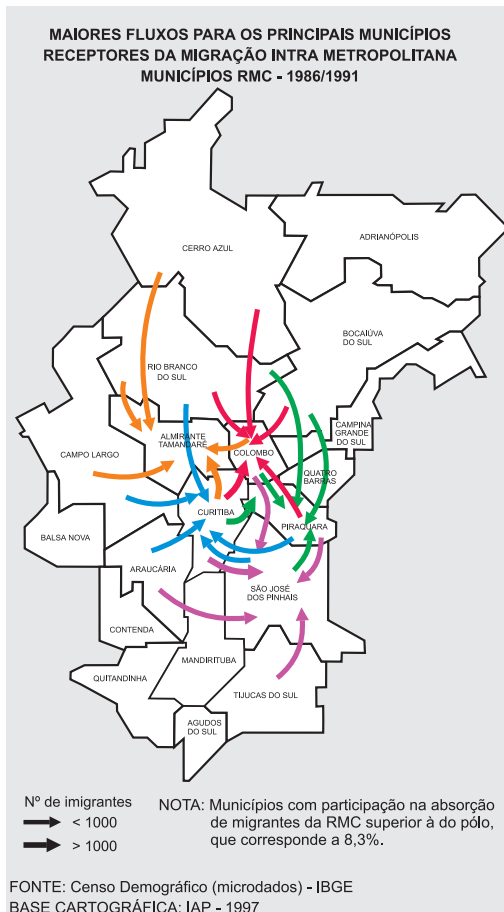 MAIORES FLUXOS PARA OS PRINCIPAIS MUNICÍPIOS
RECEPTORES DA MIGRAÇÃO INTRA METROPOLITANA
MUNICÍPIOS RMC - 1986/1991
CERRO AZUL
ADRIANÓPOLIS
BOCAIÚVA
DO SUL
RIO BRANCO
DO SUL
CAMPINA
GRANDE
DO SUL
ALMIRANTE
TAMANDARÉ
COLOMBO
CAMPO LARGO
QUATRO
BARRAS
CURITIBA
PIRAQUARA
BALSA NOVA
ARAUCÁRIA
SÃO JOSÉ
DOS PINHAIS
CONTENDA
MANDIRITUBA
QUITANDINHA
TIJUCAS DO SUL
AGUDOS
DO SUL
Nº de imigrantes
< 1000
> 1000
NOTA: Municípios com participação na absorção
de migrantes da RMC superior à do pólo,
que corresponde a 8,3%.
FONTE: Censo Demográfico (microdados) - IBGE
BASE CARTOGRÁFICA: IAP - 1997